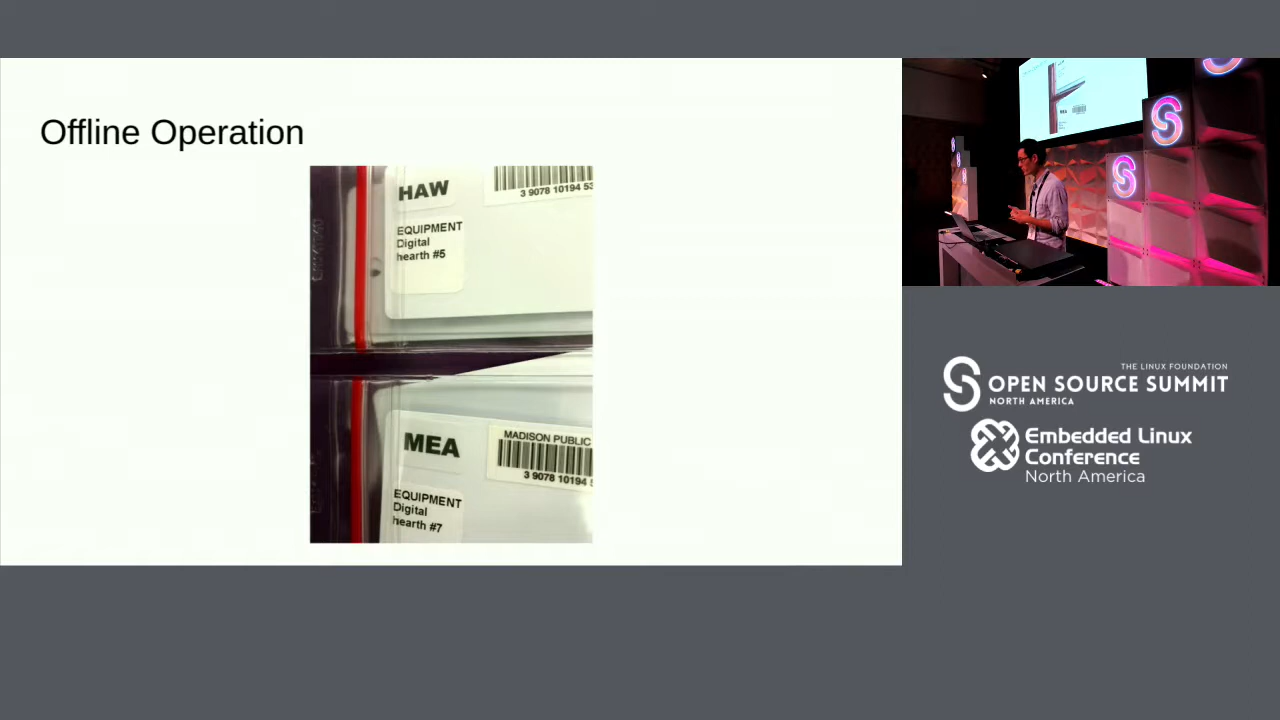 Offline Operation
HAW
3 9078 10194 53
EQUIPMENT
Digital
hearth #5
MEA
MADISON PUBLIC
3 9078 10194 5
EQUIPMENT
Digital
hearth #7
THE LINUX FOUNDATION
OPEN SOURCE SUMMIT
NORTH AMERICA
Embedded Linux
Conference
North America